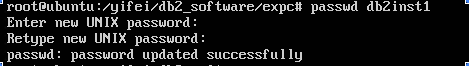 root@ubuntu:/yifei/db2_software/expc# passwd db2inst1
Enter new UNIX password:
Retype new UNIX password:
passwd: password updated successfully